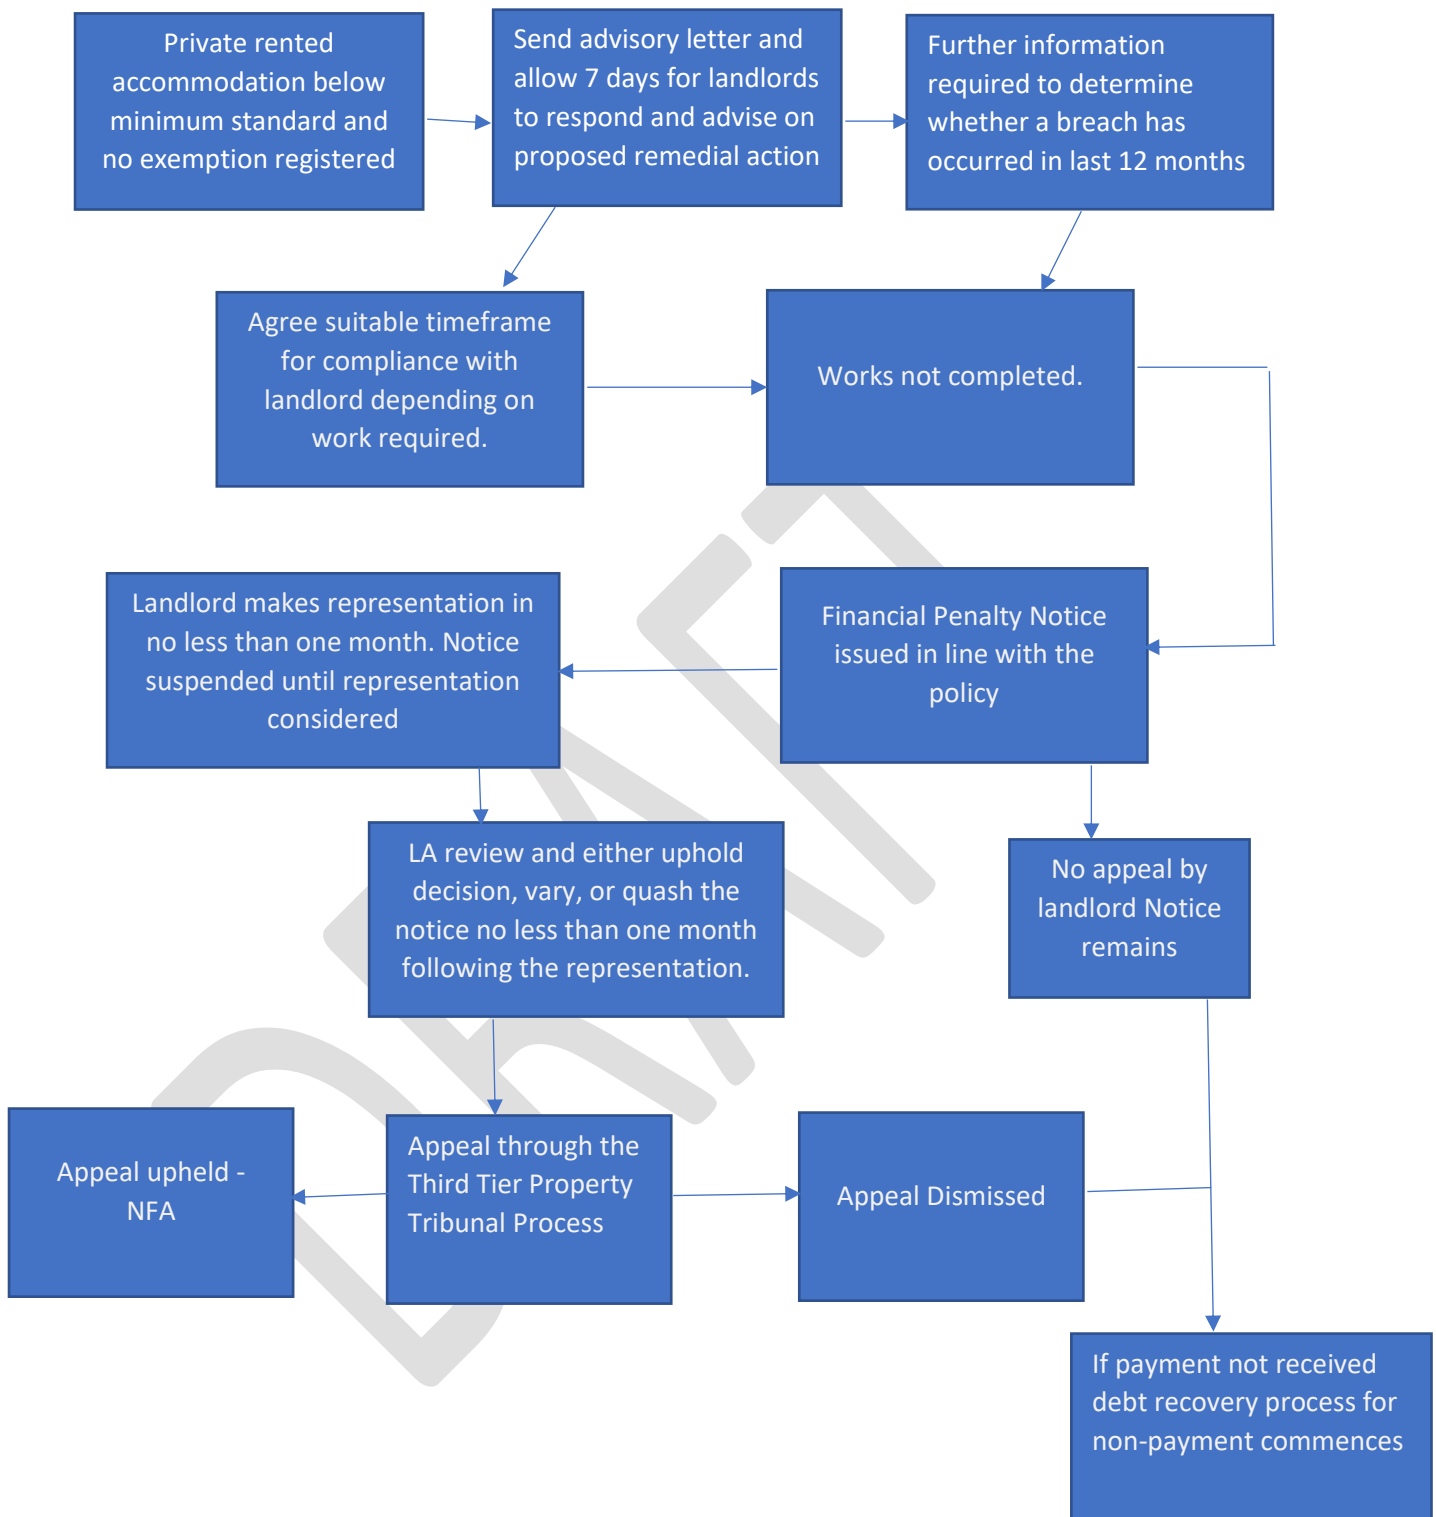 Private rented
accommodation below
minimum standard and
no exemption registered
Send advisory letter and
allow 7 days for landlords
to respond and advise on
proposed remedial action
Further information
required to determine
whether a breach has
occurred in last 12 months
Agree suitable timeframe
for compliance with
landlord depending on
work required.
Works not completed.
Landlord makes representation in
no less than one month. Notice
suspended until representation
considered
Financial Penalty Notice
issued in line with the
policy
LA review and either uphold
decision, vary, or quash the
notice no less than one month
following the representation.
No appeal by
landlord Notice
remains
Appeal upheld -
NFA
Appeal through the
Third Tier Property
Tribunal Process
Appeal Dismissed
If payment not received
debt recovery process for
non-payment commences
DRAFT